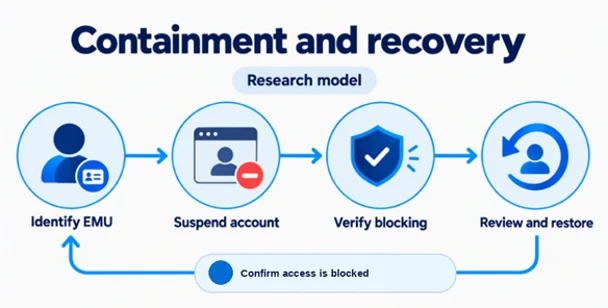 Containment and recovery
Research model
Identify EMU
Suspend account
Verify blocking
Review and restore
Confirm access is blocked